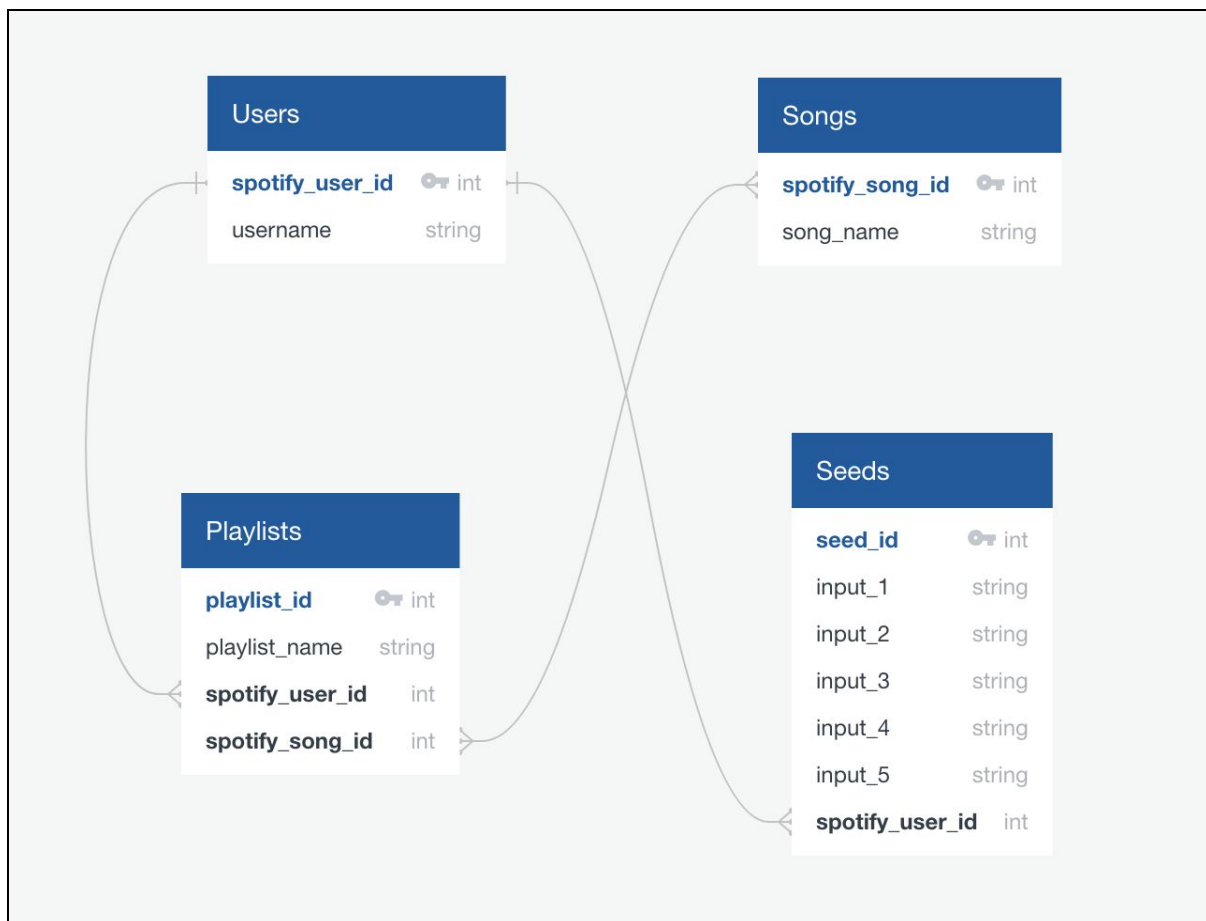 Users
spotify_user_id int
username string
Songs
spotify_song_id int
song_name string
Playlists
playlist_id int
playlist_name string
spotify_user_id int
spotify_song_id int
Seeds
seed_id int
input_1 string
input_2 string
input_3 string
input_4 string
input_5 string
spotify_user_id int